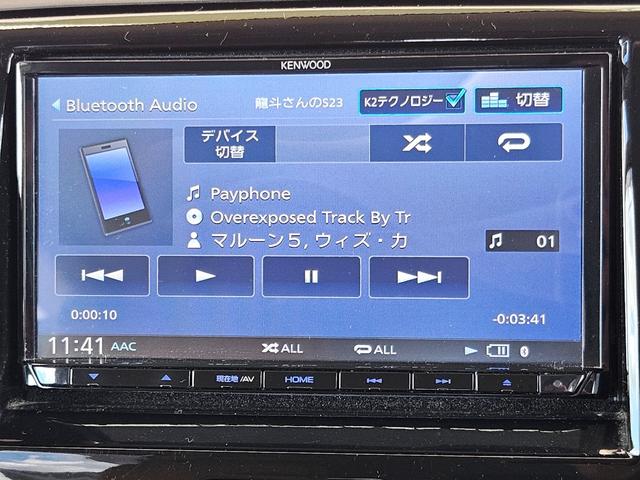 KENWOOD
Bluetooth Audio 龍斗さんのS23 K2テクノロジー 切替
デバイス
切替
Payphone
Overexposed Track By Tr
マルーン5, ウィズ・カ
01
0:00:10 -0:03:41
11:41 AAC ALL ALL
現在地/AV HOME